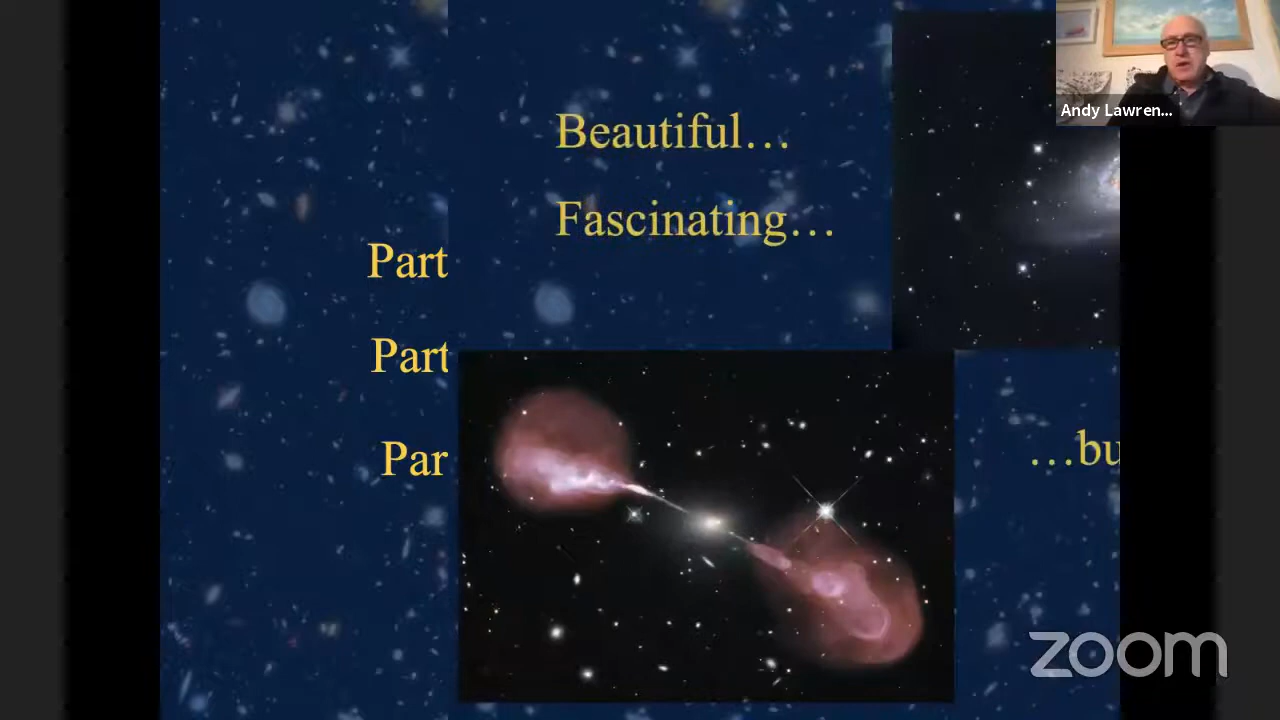 Andy Lawren...
Beautiful…
Fascinating…
Part
Part
Par
…bu
zoom